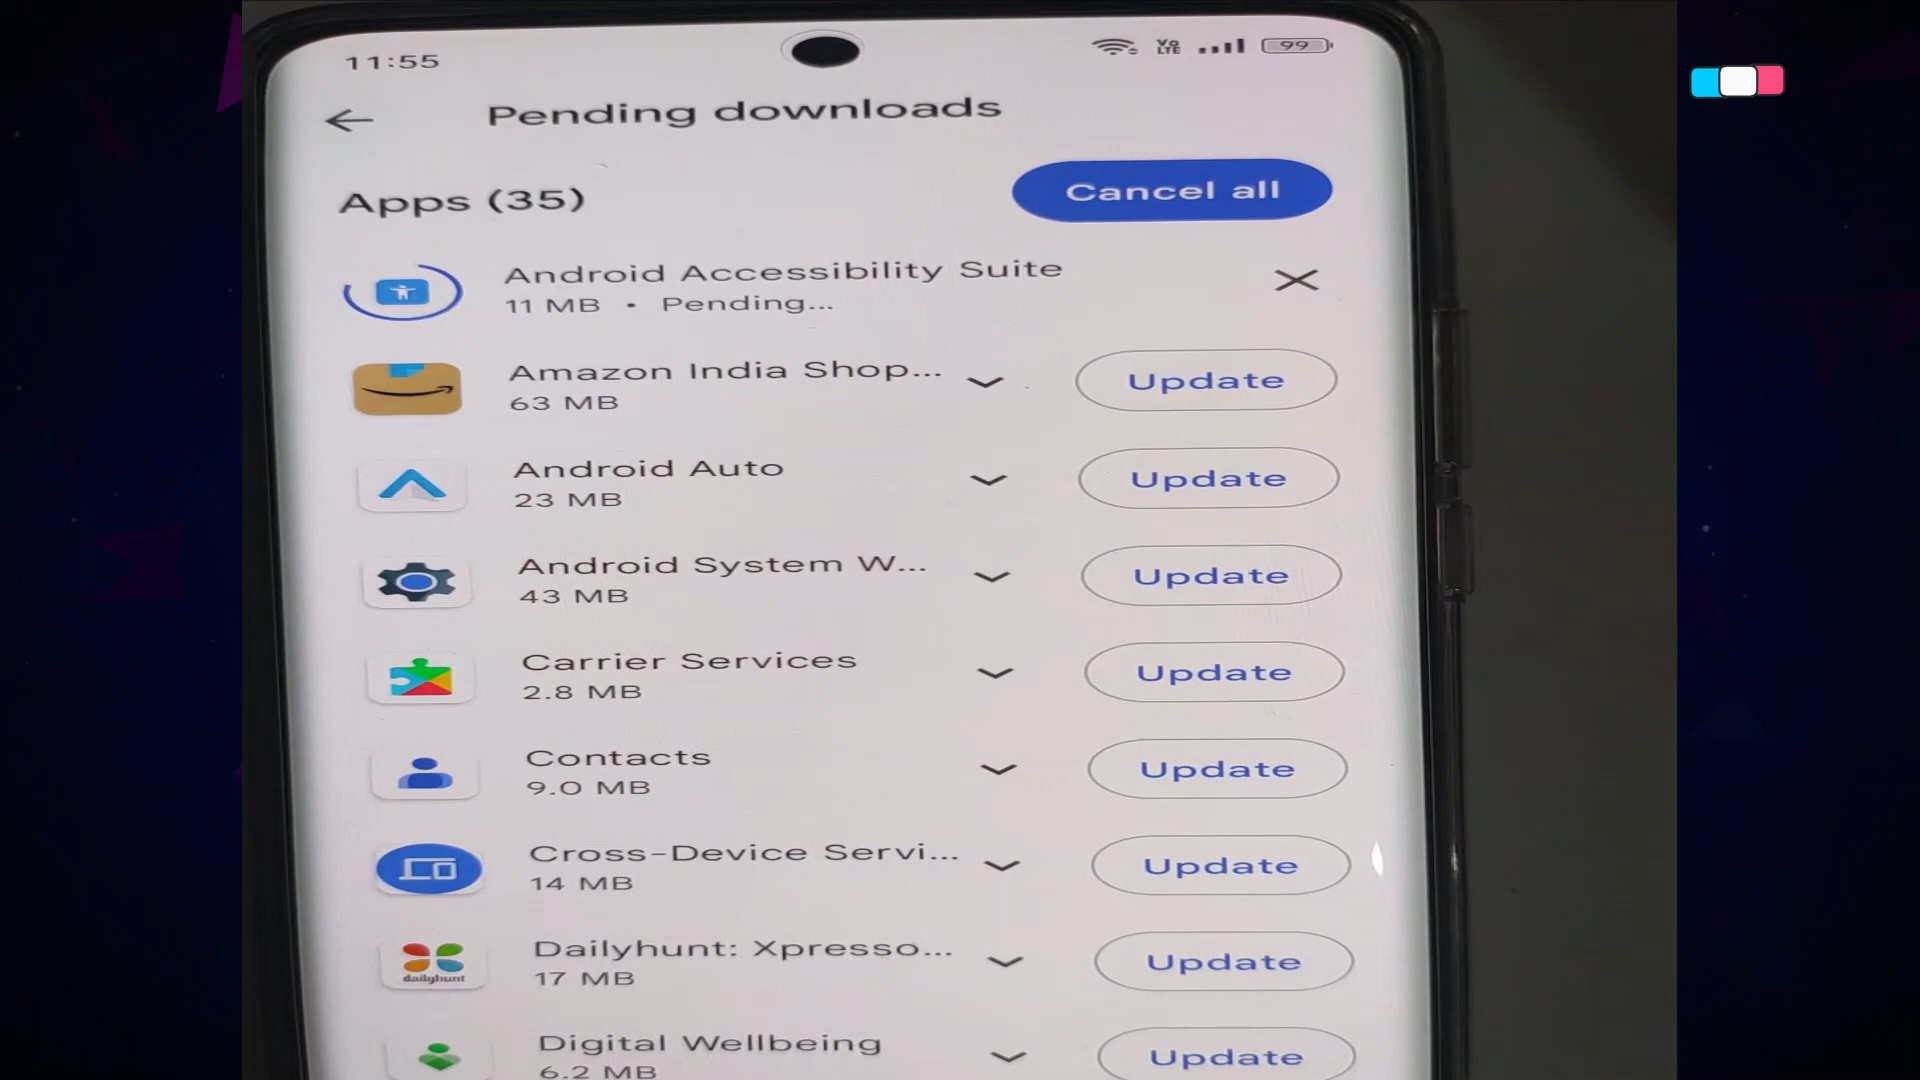 11:55
Vo LTE
99
Pending downloads
Apps (35)
Cancel all
Android Accessibility Suite
11 MB • Pending...
Amazon India Shop...
63 MB
Update
Android Auto
23 MB
Update
Android System W...
43 MB
Update
Carrier Services
2.8 MB
Update
Contacts
9.0 MB
Update
Cross-Device Servi...
14 MB
Update
Dailyhunt: Xpresso...
17 MB
dailyhunt
Update
Digital Wellbeing
6.2 MB
Update